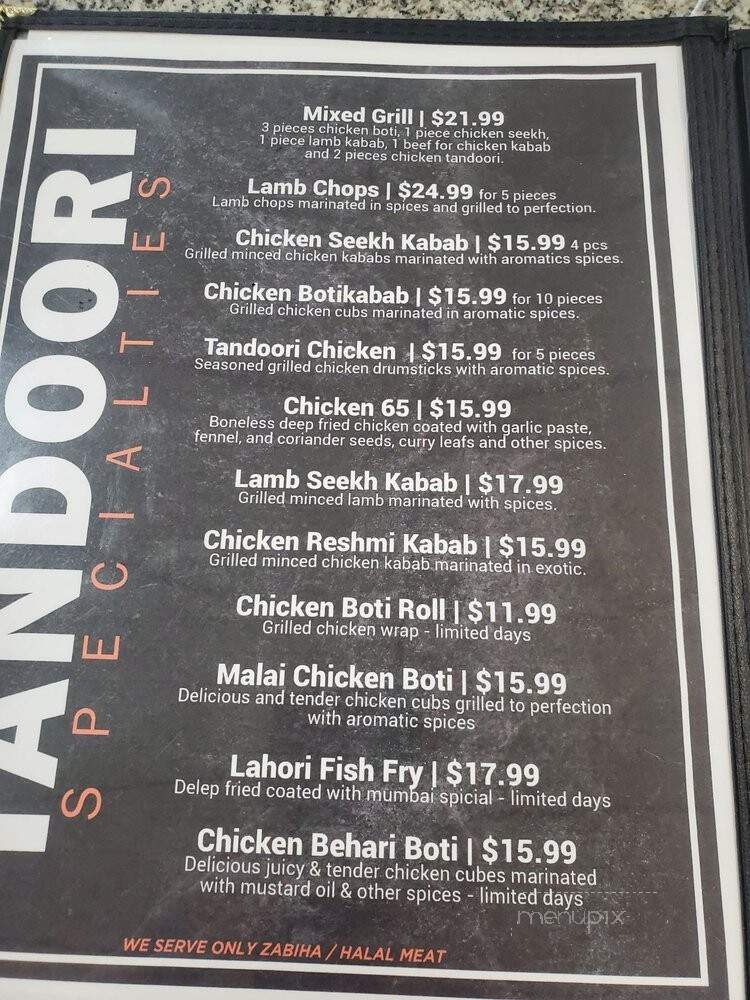 TANDOORI
SPECIALTIES
Mixed Grill | $21.99
3 pieces chicken boti, 1 piece chicken seekh,
1 piece lamb kabab, 1 beef for chicken kabab
and 2 pieces chicken tandoori.
Lamb Chops | $24.99 for 5 pieces
Lamb chops marinated in spices and grilled to perfection.
Chicken Seekh Kabab | $15.99 4 pcs
Grilled minced chicken kababs marinated with aromatics spices.
Chicken Botikabab | $15.99 for 10 pieces
Grilled chicken cubs marinated in aromatic spices.
Tandoori Chicken | $15.99 for 5 pieces
Seasoned grilled chicken drumsticks with aromatic spices.
Chicken 65 | $15.99
Boneless deep fried chicken coated with garlic paste,
fennel, and coriander seeds, curry leafs and other spices.
Lamb Seekh Kabab | $17.99
Grilled minced lamb marinated with spices.
Chicken Reshmi Kabab | $15.99
Grilled minced chicken kabab marinated in exotic.
Chicken Boti Roll | $11.99
Grilled chicken wrap - limited days
Malai Chicken Boti | $15.99
Delicious and tender chicken cubs grilled to perfection
with aromatic spices
Lahori Fish Fry | $17.99
Delep fried coated with mumbai spicial - limited days
Chicken Behari Boti | $15.99
Delicious juicy & tender chicken cubes marinated
with mustard oil & other spices - limited days
menupix
WE SERVE ONLY ZABIHA / HALAL MEAT